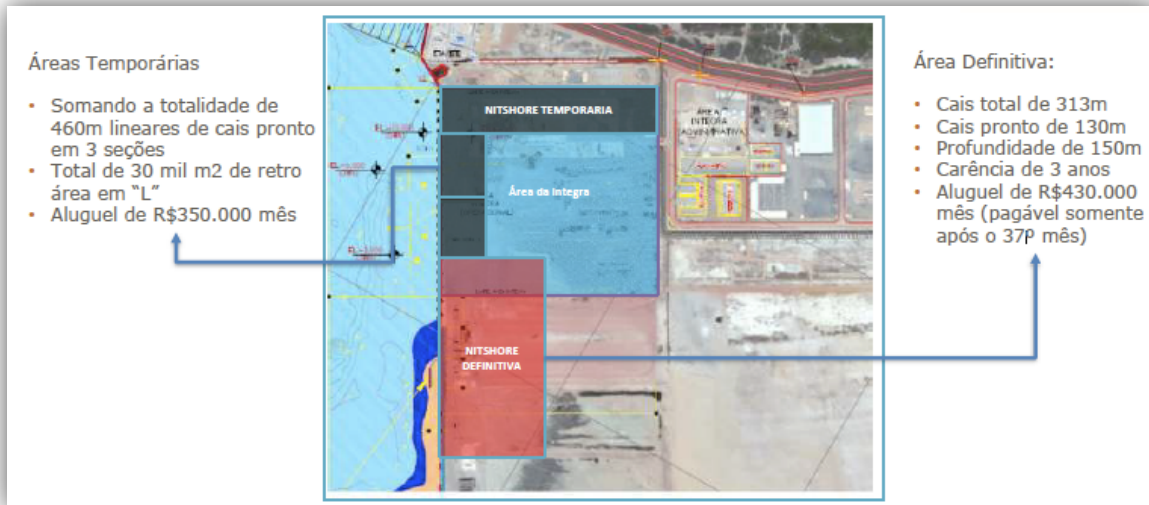 Áreas Temporárias
• Somando a totalidade de
460m lineares de cais pronto
em 3 seções
• Total de 30 mil m2 de retro
área em “L”
• Aluguel de R$350.000 mês
NITSHORE TEMPORARIA
Área da Integra
NITSHORE
DEFINITIVA
ÁREA
INTEGRA
ADMINISTRATIVA
Área Definitiva:
• Cais total de 313m
• Cais pronto de 130m
• Profundidade de 150m
• Carência de 3 anos
• Aluguel de R$430.000
mês (pagável somente
após o 37º mês)